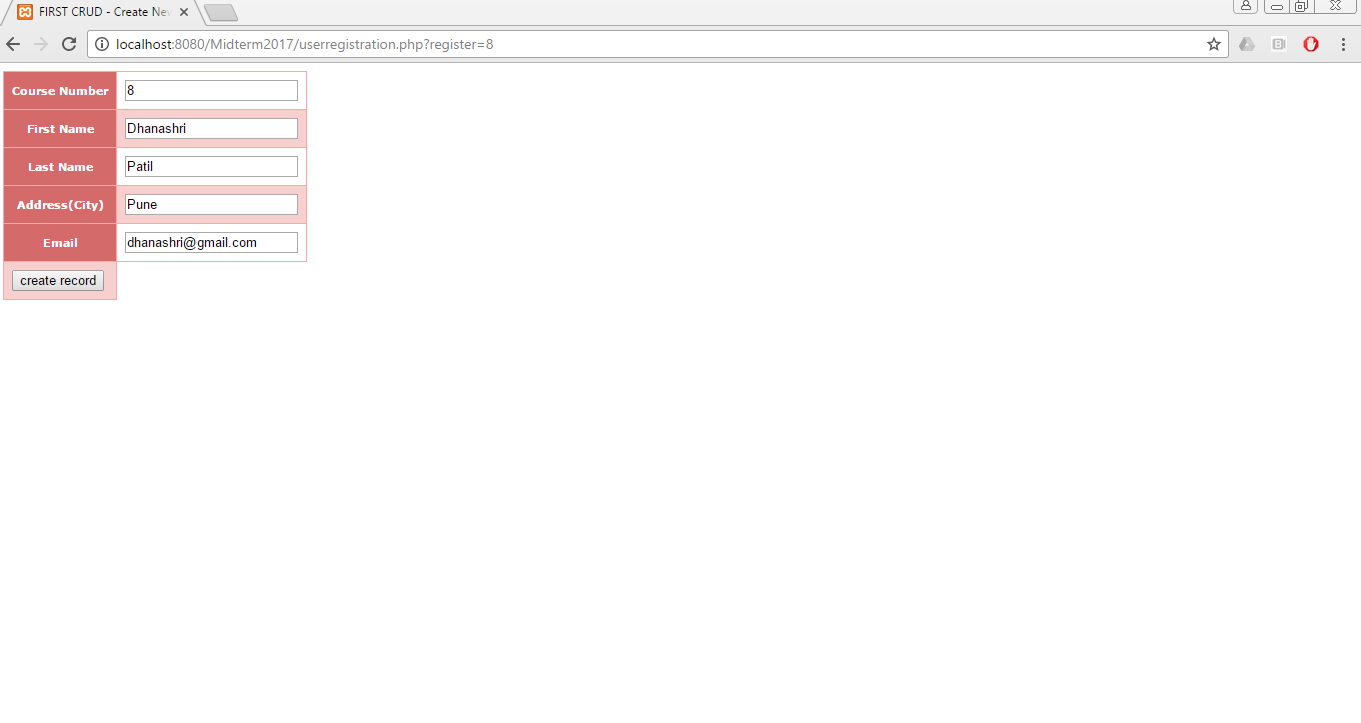 FIRST CRUD - Create Ne
localhost:8080/Midterm2017/userregistration.php?register=8
Course Number 8
First Name Dhanashri
Last Name Patil
Address(City) Pune
Email dhanashri@gmail.com
create record